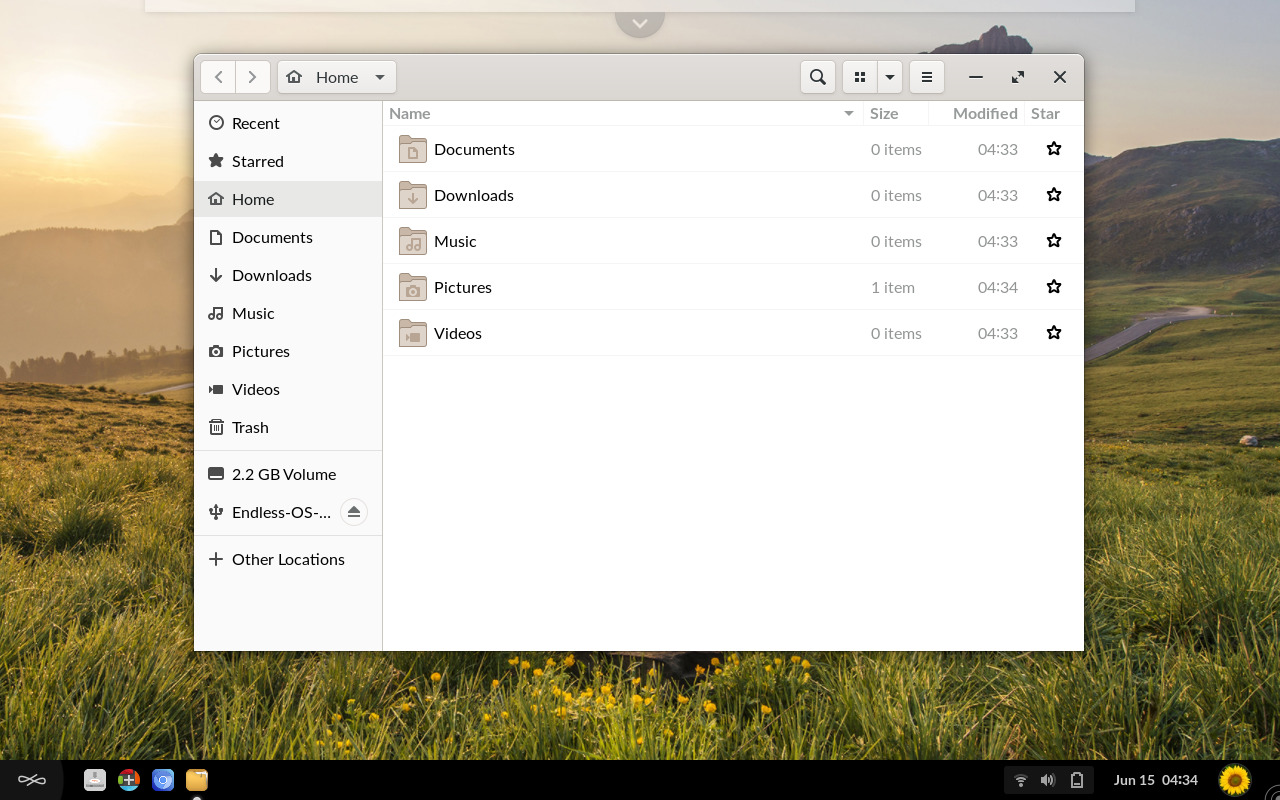 Home
Name Size Modified Star
Recent
Starred
Home
Documents
Downloads
Music
Pictures
Videos
Trash
2.2 GB Volume
Endless-OS-...
Other Locations
Documents 0 items 04:33
Downloads 0 items 04:33
Music 0 items 04:33
Pictures 1 item 04:34
Videos 0 items 04:33
Jun 15 04:34